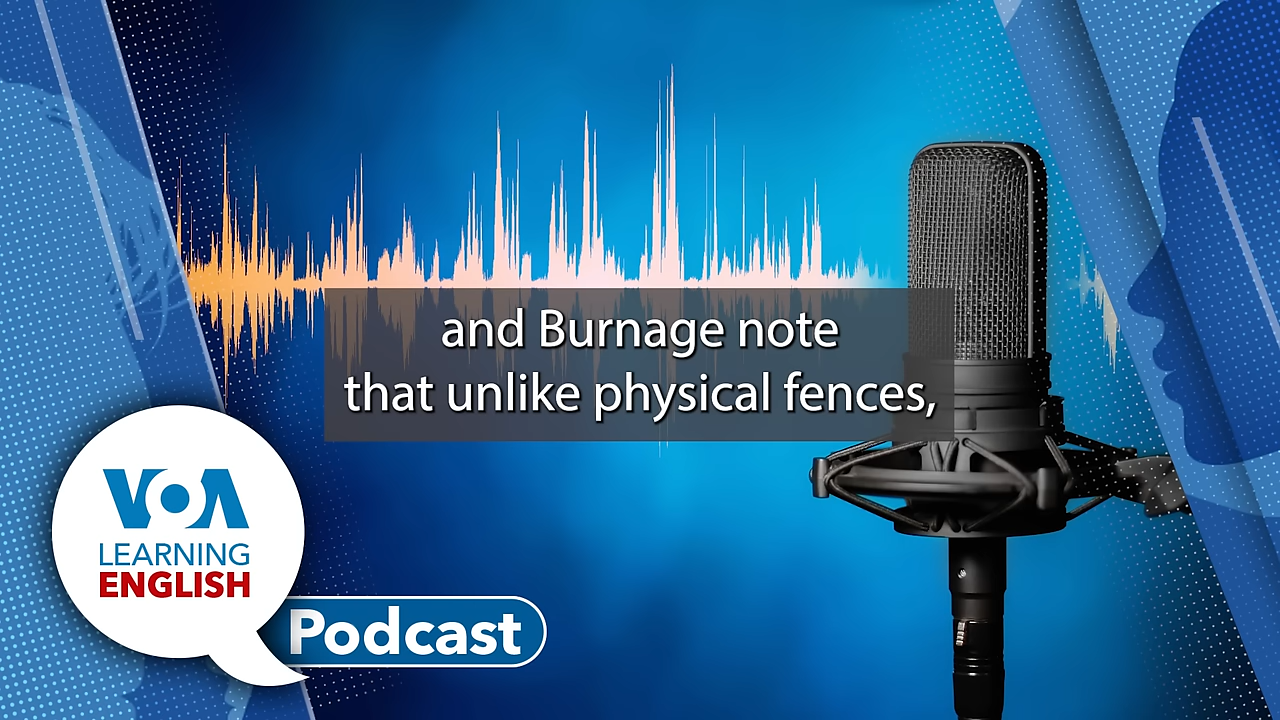 and Burnage note
that unlike physical fences,
VOA
LEARNING
ENGLISH
Podcast